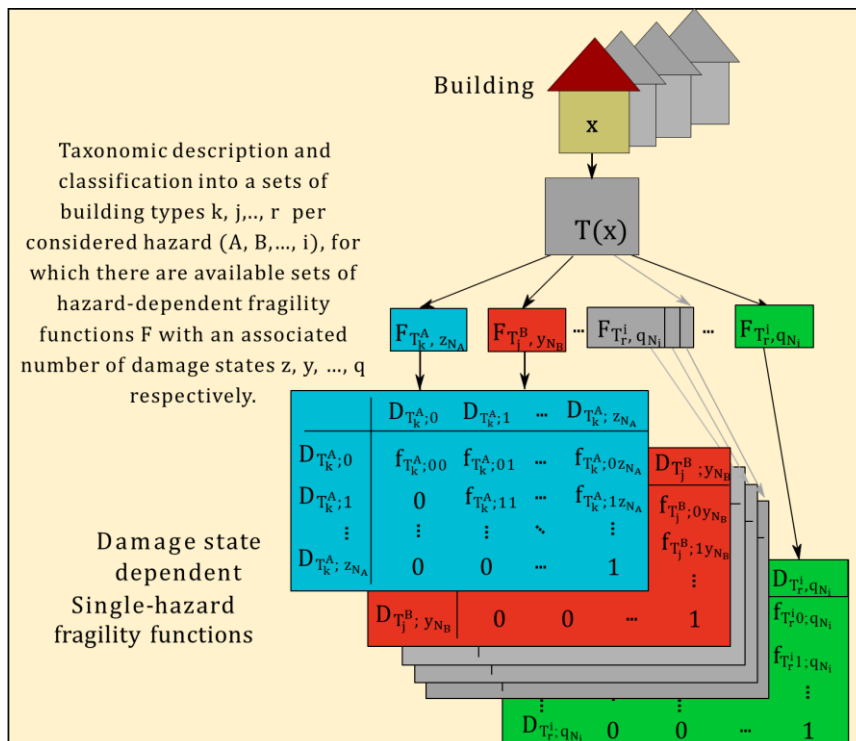 Building
x
Taxonomic description and
classification into a sets of
building types k, j,.., r per
considered hazard (A, B,..., i), for
which there are available sets of
hazard-dependent fragility
functions F with an associated
number of damage states z, y, ..., q
respectively.
T(x)
F_{T_k^A, z_{N_A}} F_{T_j^B, y_{N_B}} ... F_{T_r^i, q_{N_i}} ... F_{T_r^i, q_{N_i}}
D_{T_k^A;0} D_{T_k^A;1} ... D_{T_k^A; z_{N_A}}
D_{T_k^A;0} f_{T_k^A;00} f_{T_k^A;01} ... f_{T_k^A;0z_{N_A}}
D_{T_k^A;1} 0 f_{T_k^A;11} ... f_{T_k^A;1z_{N_A}}
⋮ ⋮ ⋮ ⋱ ⋮
D_{T_k^A; z_{N_A}} 0 0 ... 1
D_{T_j^B; y_{N_B}}
f_{T_j^B;0y_{N_B}}
f_{T_j^B;1y_{N_B}}
⋮
D_{T_j^B; y_{N_B}} 0 0 ... 1
Damage state
dependent
Single-hazard
fragility functions
D_{T_r^i, q_{N_i}}
f_{T_r^i 0; q_{N_i}}
f_{T_r^i 1; q_{N_i}}
⋮ ⋮ ⋮ ⋮
D_{T_r^i; q_{N_i}} 0 0 ... 1